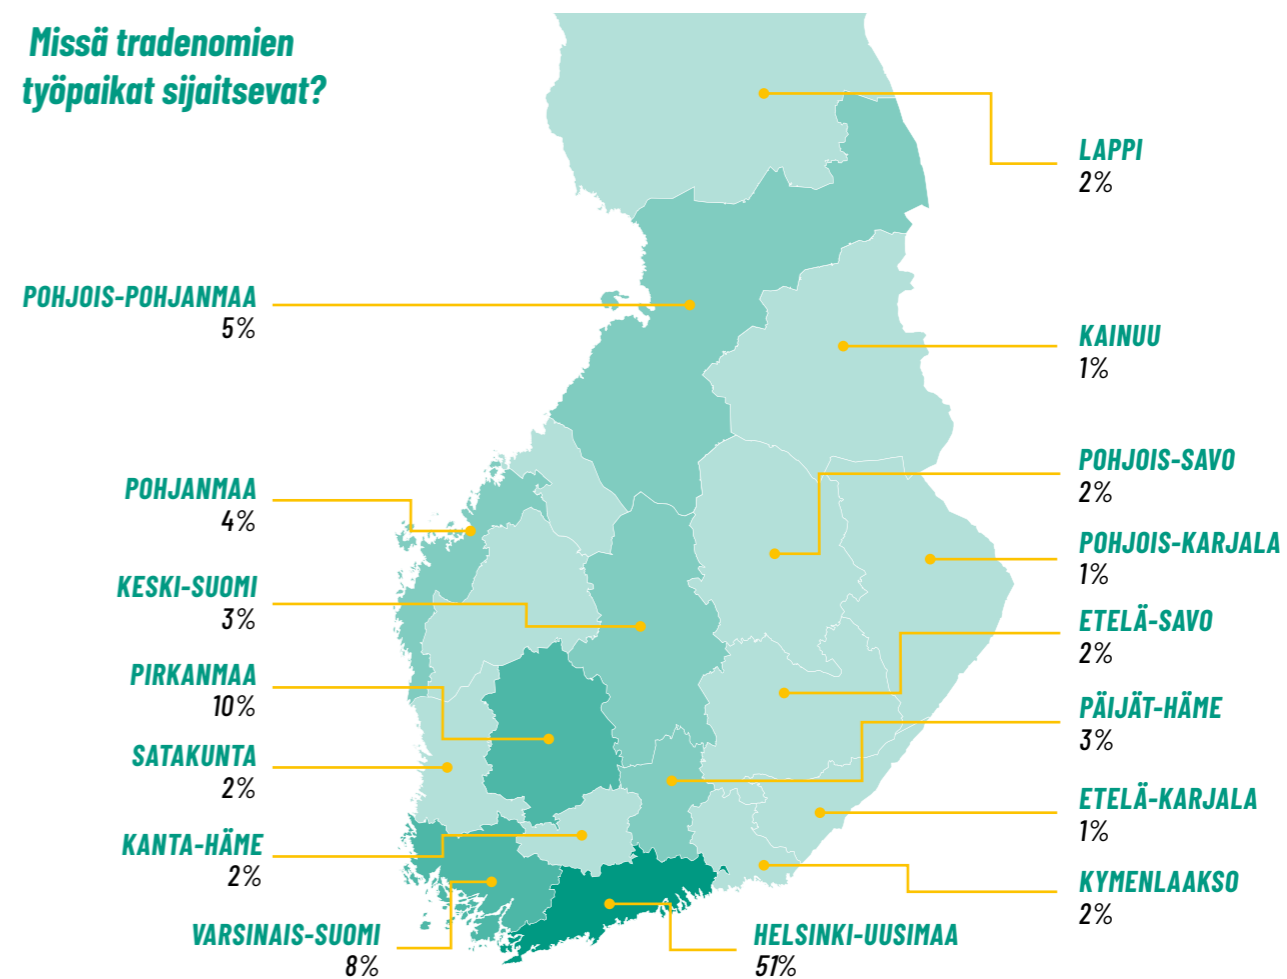 Missä tradenomien
työpaikat sijaitsevat?
LAPPI
2%
POHJOIS-POHJANMAA
5%
KAINUU
1%
POHJOIS-SAVO
2%
POHJANMAA
4%
POHJOIS-KARJALA
1%
KESKI-SUOMI
3%
ETELÄ-SAVO
2%
PIRKANMAA
10%
PÄIJÄT-HÄME
3%
SATAKUNTA
2%
ETELÄ-KARJALA
1%
KANTA-HÄME
2%
KYMENLAAKSO
2%
VARSINAIS-SUOMI
8%
HELSINKI-UUSIMAA
51%